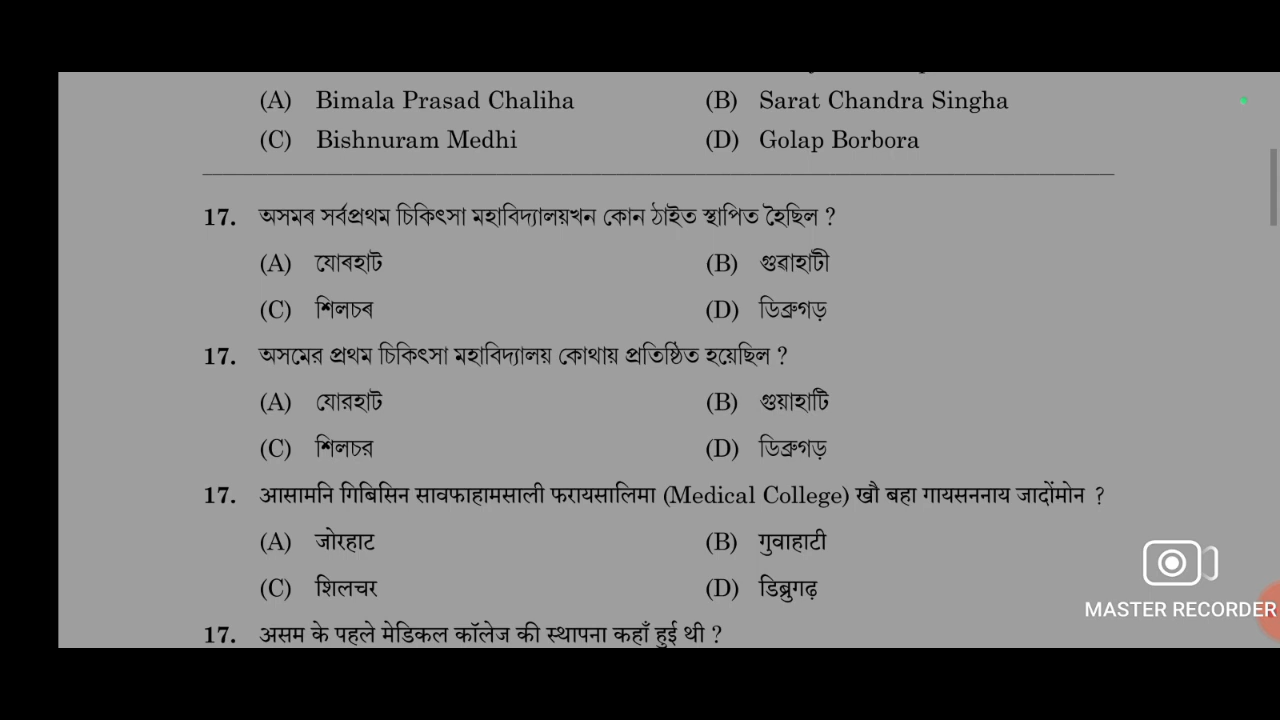 (A) Bimala Prasad Chaliha (B) Sarat Chandra Singha
(C) Bishnuram Medhi (D) Golap Borbora
17. অসমৰ সৰ্বপ্ৰথম চিকিৎসা মহাবিদ্যালয়খন কোন ঠাইত স্থাপিত হৈছিল ?
(A) যোৰহাট (B) গুৱাহাটী
(C) শিলচৰ (D) ডিব্ৰুগড়
17. অসমের প্রথম চিকিৎসা মহাবিদ্যালয় কোথায় প্রতিষ্ঠিত হয়েছিল ?
(A) যোরহাট (B) গুয়াহাটি
(C) শিলচর (D) ডিব্রুগড়
17. आसामनि गिबिसिन सावफाहामसाली फरायसालिमा (Medical College) खौ बहा गायसननाय जादोंमोन ?
(A) जोरहाट (B) गुवाहाटी
(C) शिलचर (D) डिब्रुगढ़
17. असम के पहले मेडिकल कॉलेज की स्थापना कहाँ हुई थी ?
MASTER RECORDER